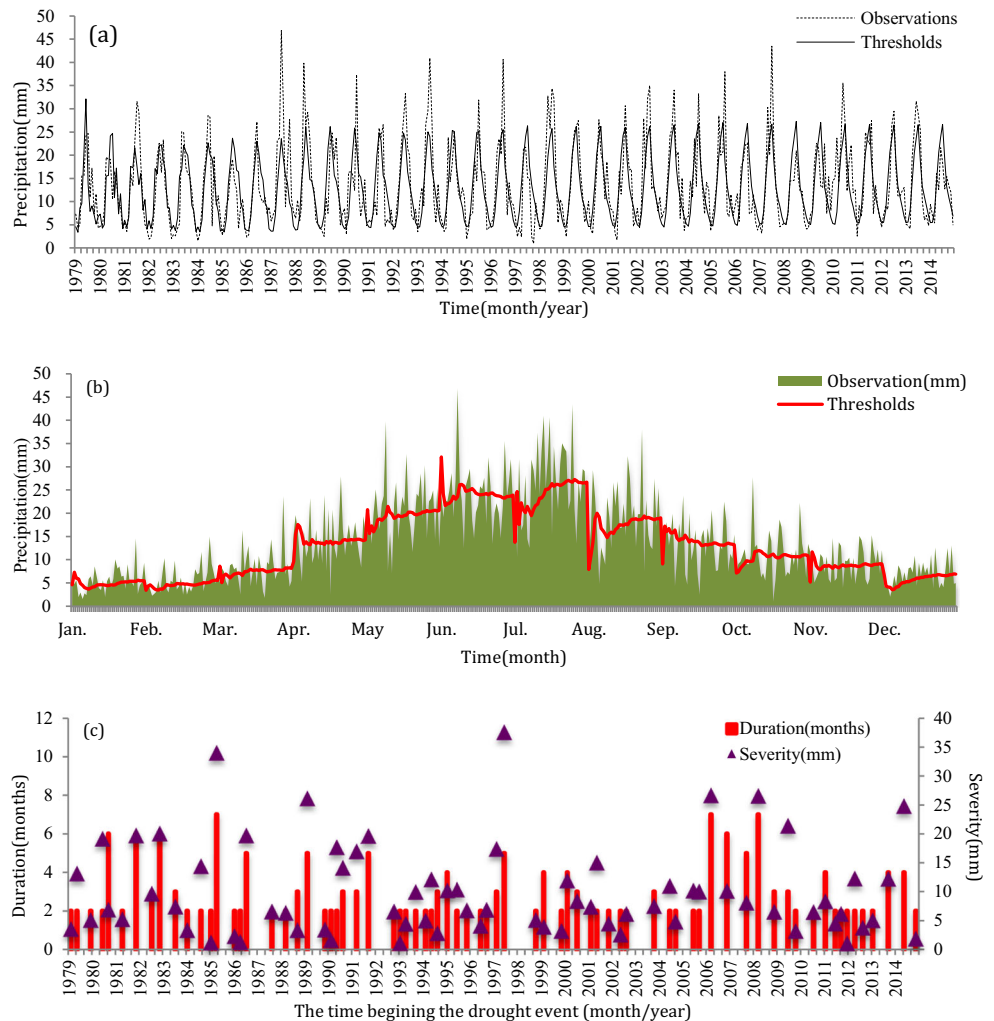 (a)
Observations
Thresholds
Precipitation(mm)
50
45
40
35
30
25
20
15
10
5
0
1979 1980 1981 1982 1983 1984 1985 1986 1987 1988 1989 1990 1991 1992 1993 1994 1995 1996 1997 1998 1999 2000 2001 2002 2003 2004 2005 2006 2007 2008 2009 2010 2011 2012 2013 2014
Time(month/year)
(b)
Observation(mm)
Thresholds
Precipitation(mm)
50
45
40
35
30
25
20
15
10
5
0
Jan. Feb. Mar. Apr. May Jun. Jul. Aug. Sep. Oct. Nov. Dec.
Time(month)
(c)
Duration(months)
Severity(mm)
Duration(months)
12
10
8
6
4
2
0
Severity(mm)
40
35
30
25
20
15
10
5
0
1979 1980 1981 1982 1983 1984 1985 1986 1987 1988 1989 1990 1991 1992 1993 1994 1995 1996 1997 1998 1999 2000 2001 2002 2003 2004 2005 2006 2007 2008 2009 2010 2011 2012 2013 2014
The time begining the drought event (month/year)